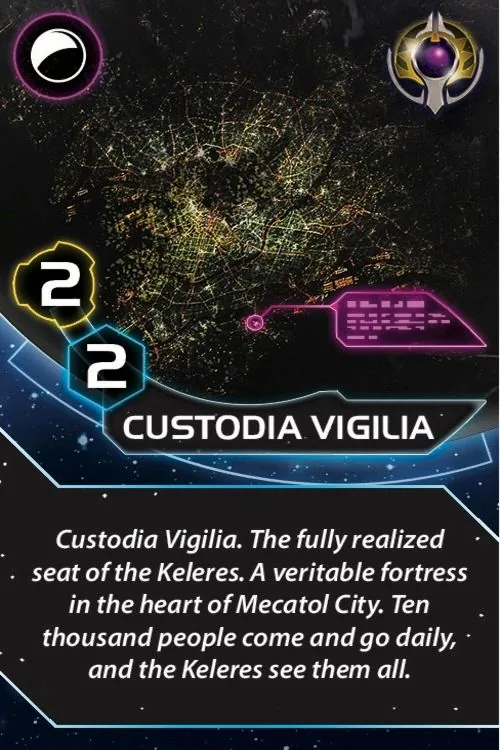 2
2
CUSTODIA VIGILIA
Custodia Vigilia. The fully realized
seat of the Keleres. A veritable fortress
in the heart of Mecatol City. Ten
thousand people come and go daily,
and the Keleres see them all.